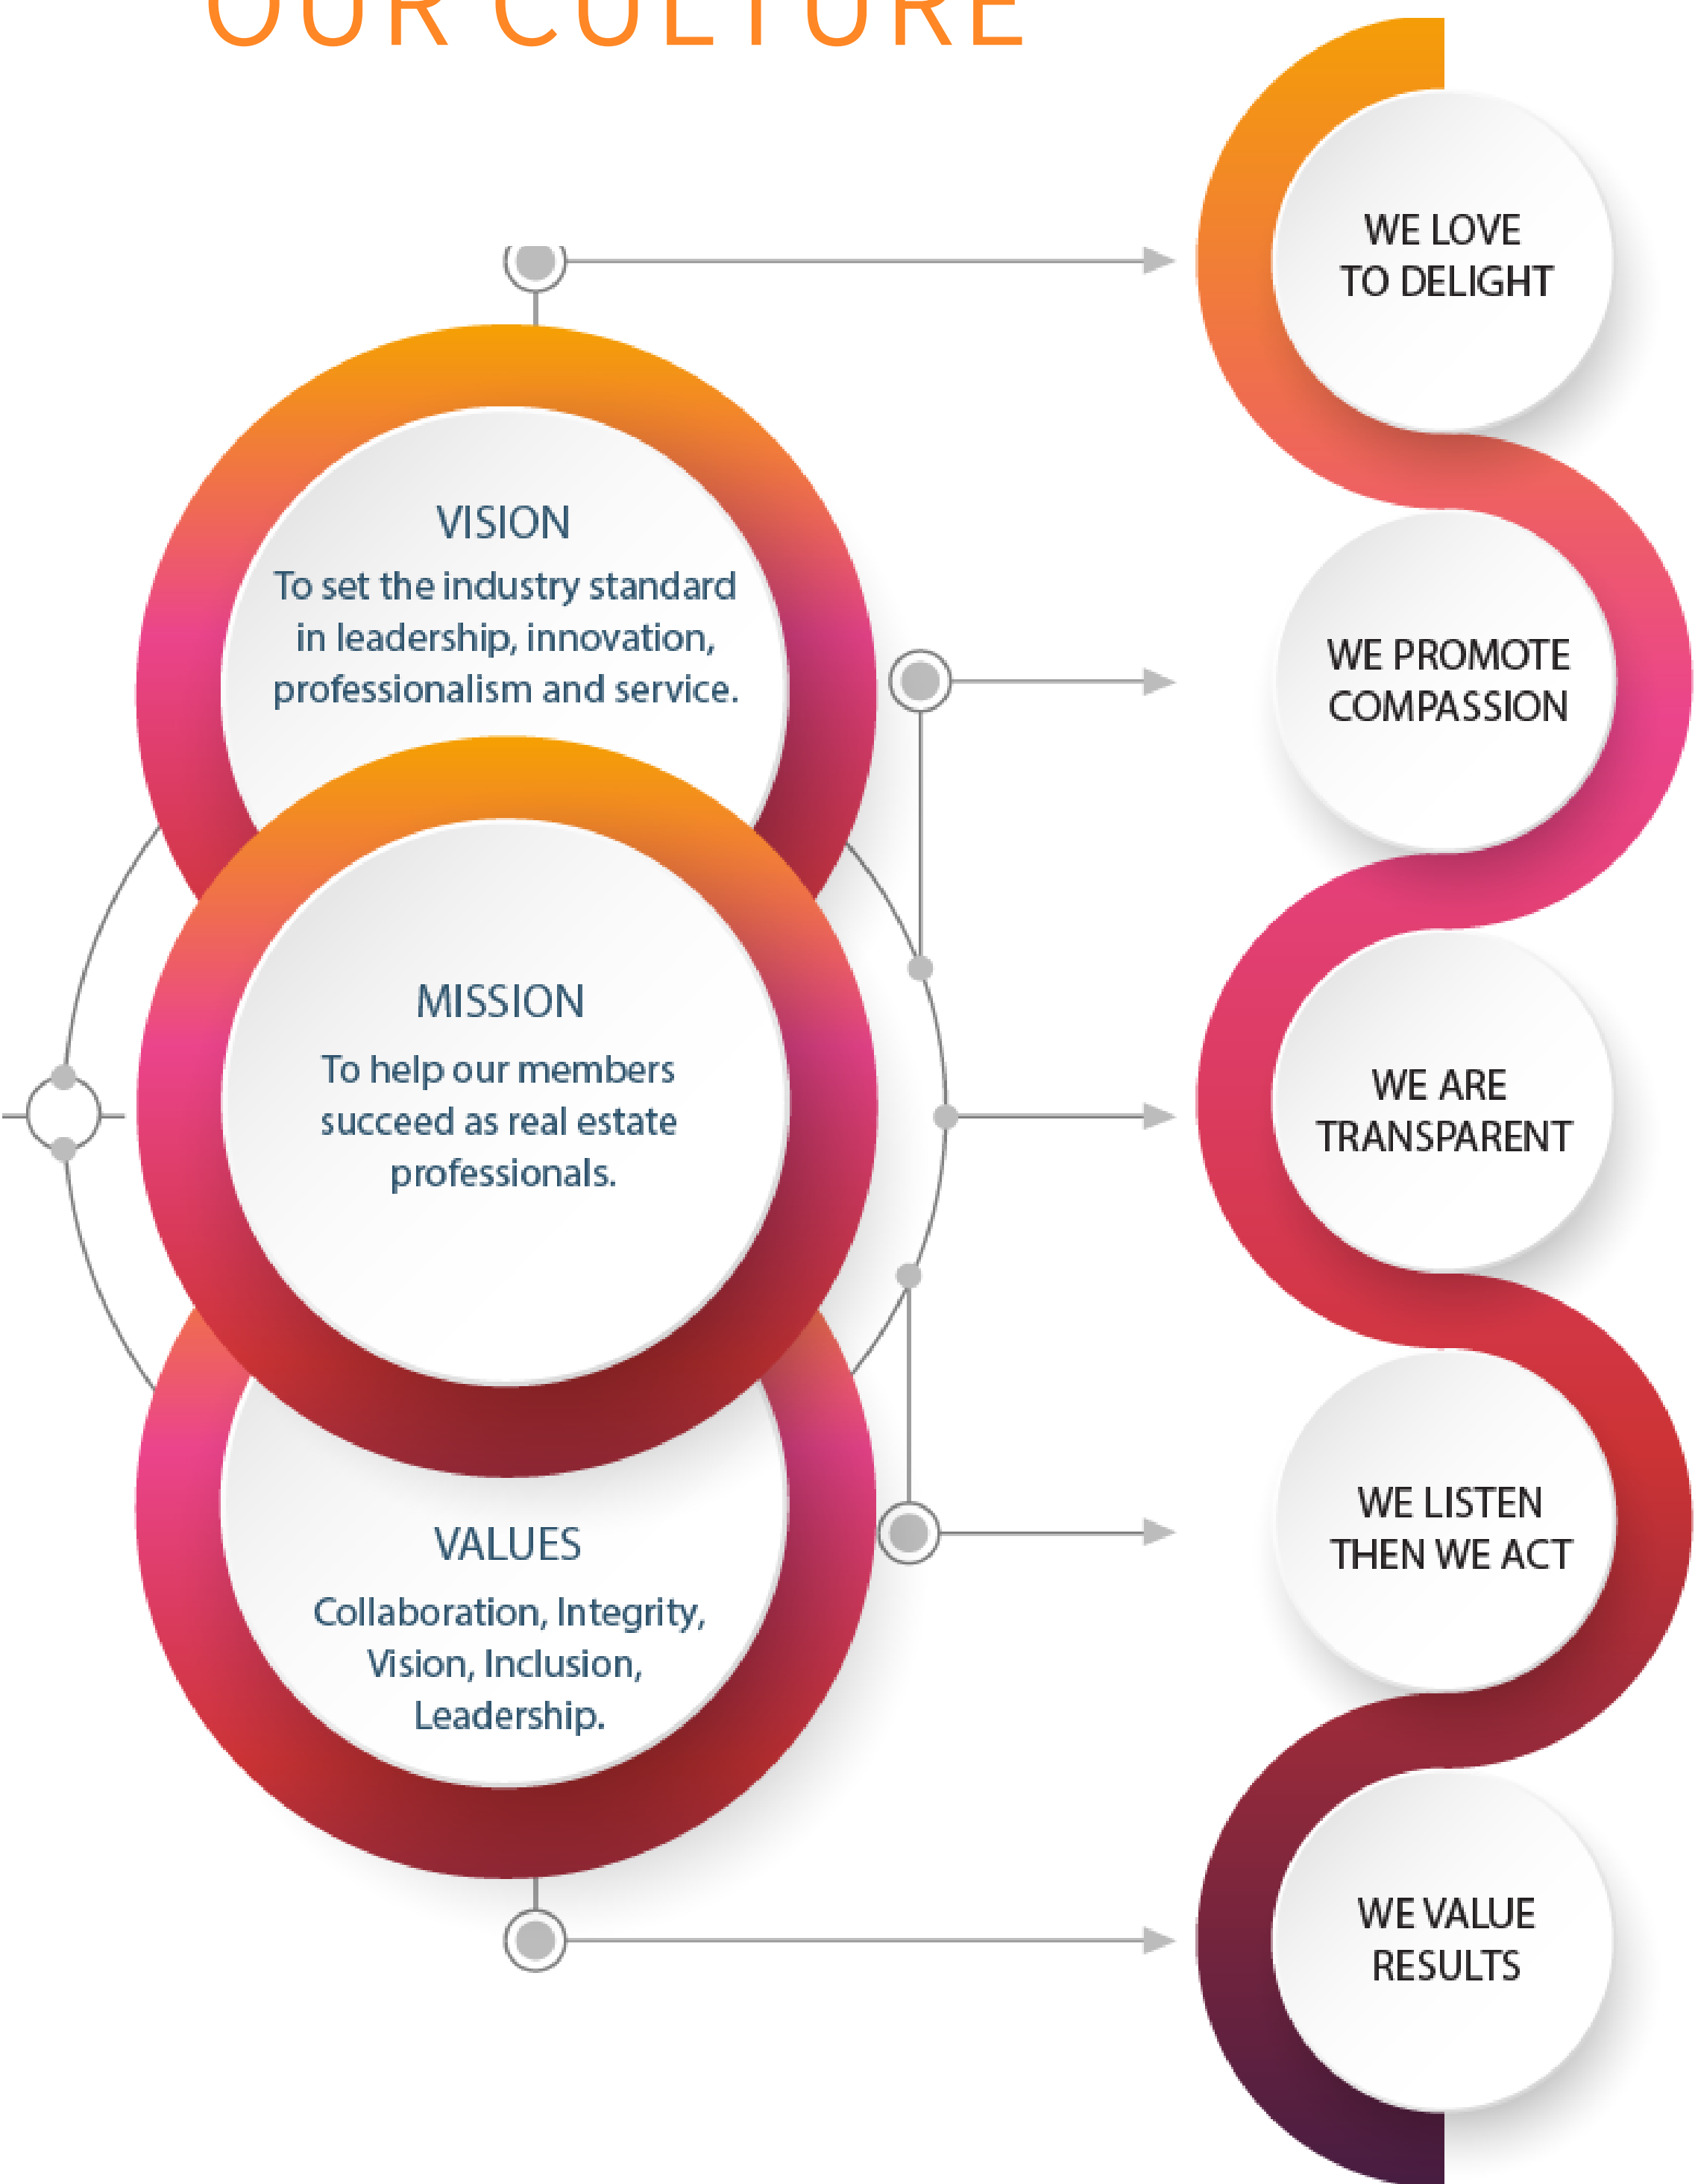 OUR CULTURE
VISION
To set the industry standard
in leadership, innovation,
professionalism and service.
MISSION
To help our members
succeed as real estate
professionals.
VALUES
Collaboration, Integrity,
Vision, Inclusion,
Leadership.
WE LOVE
TO DELIGHT
WE PROMOTE
COMPASSION
WE ARE
TRANSPARENT
WE LISTEN
THEN WE ACT
WE VALUE
RESULTS